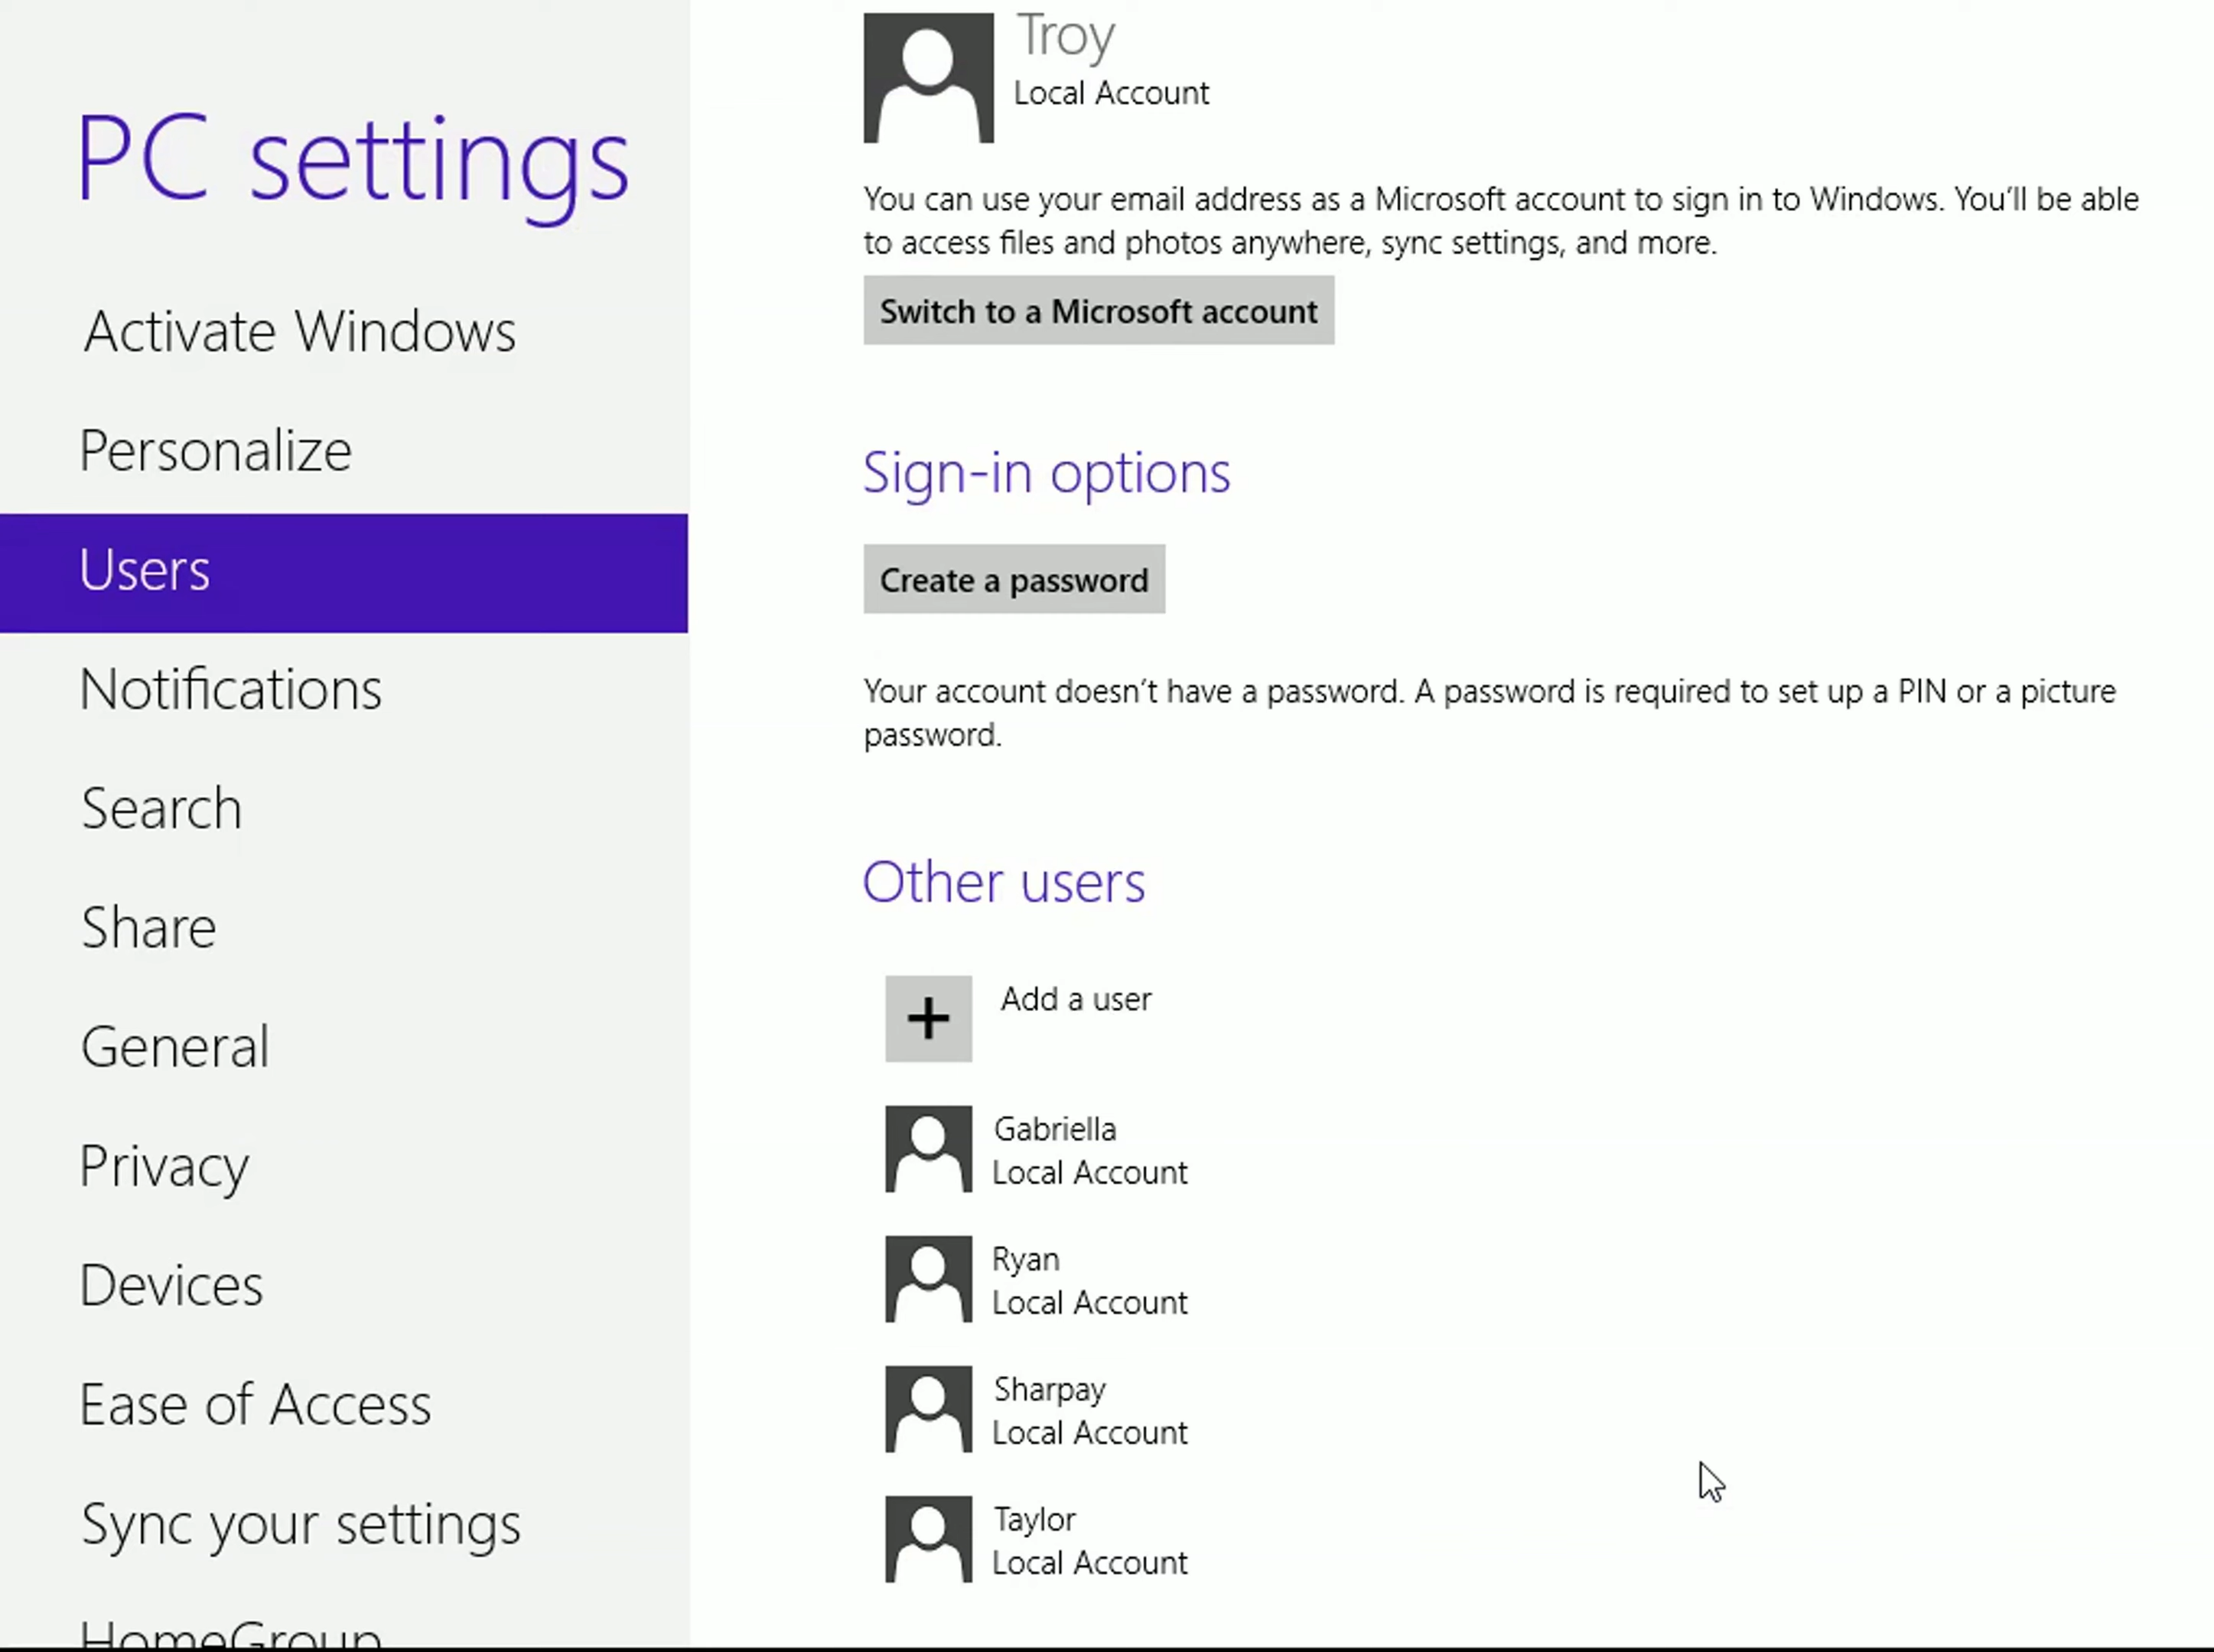 PC settings
Activate Windows
Personalize
Users
Notifications
Search
Share
General
Privacy
Devices
Ease of Access
Sync your settings
HomeGroup
Troy
Local Account
You can use your email address as a Microsoft account to sign in to Windows. You’ll be able
to access files and photos anywhere, sync settings, and more.
Switch to a Microsoft account
Sign-in options
Create a password
Your account doesn’t have a password. A password is required to set up a PIN or a picture
password.
Other users
Add a user
Gabriella
Local Account
Ryan
Local Account
Sharpay
Local Account
Taylor
Local Account